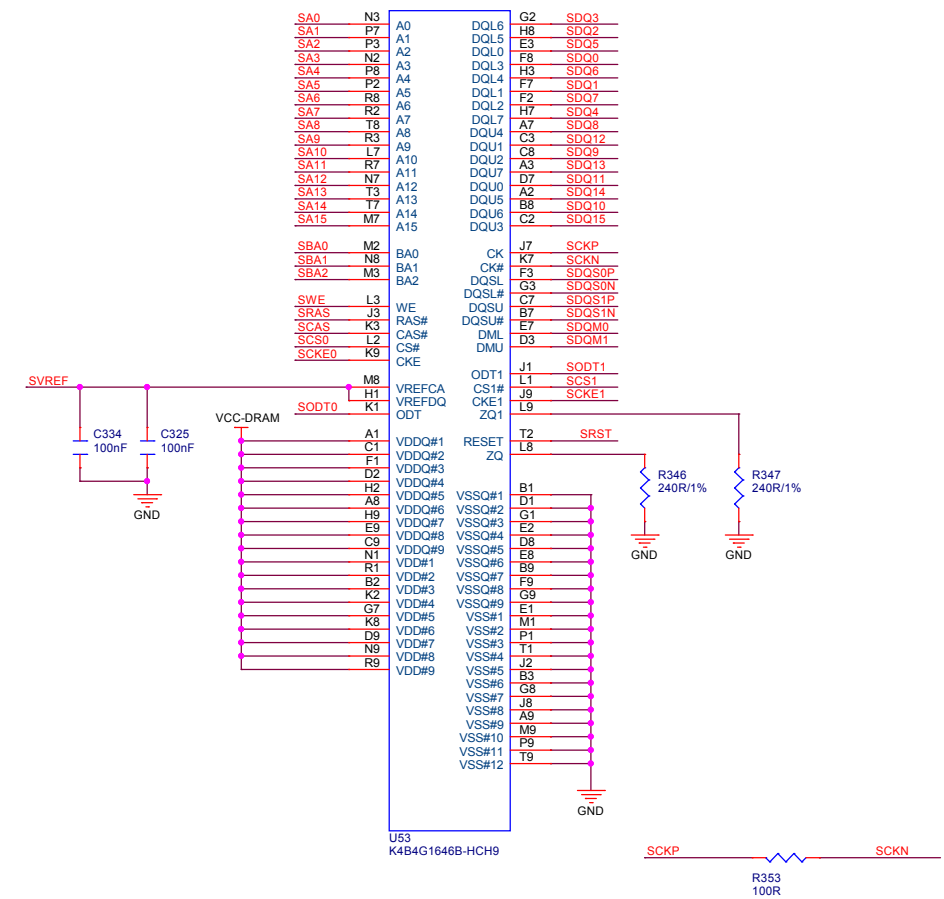 SA0 N3 A0 DQL6 G2 SDQ3
SA1 P7 A1 DQL5 H8 SDQ2
SA2 P3 A2 DQL0 E3 SDQ5
SA3 N2 A3 DQL3 F8 SDQ0
SA4 P8 A4 DQL4 H3 SDQ6
SA5 P2 A5 DQL1 F7 SDQ1
SA6 R8 A6 DQL2 F2 SDQ7
SA7 R2 A7 DQL7 H7 SDQ4
SA8 T8 A8 DQU4 A7 SDQ8
SA9 R3 A9 DQU1 C3 SDQ12
SA10 L7 A10 DQU2 C8 SDQ9
SA11 R7 A11 DQU7 A3 SDQ13
SA12 N7 A12 DQU0 D7 SDQ11
SA13 T3 A13 DQU5 A2 SDQ14
SA14 T7 A14 DQU6 B8 SDQ10
SA15 M7 A15 DQU3 C2 SDQ15
SBA0 M2 BA0 CK J7 SCKP
SBA1 N8 BA1 CK# K7 SCKN
SBA2 M3 BA2 DQSL F3 SDQS0P
DQSL# G3 SDQS0N
SWE L3 WE DQSU C7 SDQS1P
SRAS J3 RAS# DQSU# B7 SDQS1N
SCAS K3 CAS# DML E7 SDQM0
SCS0 L2 CS# DMU D3 SDQM1
SCKE0 K9 CKE
ODT1 J1 SODT1
SVREF M8 VREFCA CS1# L1 SCS1
H1 VREFDQ CKE1 J9 SCKE1
SODT0 K1 ODT ZQ1 L9
VCC-DRAM
C334
100nF
C325
100nF
GND
A1 VDDQ#1 RESET T2 SRST
C1 VDDQ#2 ZQ L8
F1 VDDQ#3
D2 VDDQ#4
H2 VDDQ#5 VSSQ#1 B1
A8 VDDQ#6 VSSQ#2 D1
H9 VDDQ#7 VSSQ#3 G1
E9 VDDQ#8 VSSQ#4 E2
C9 VDDQ#9 VSSQ#5 D8
N1 VDD#1 VSSQ#6 E8
R1 VDD#2 VSSQ#7 B9
B2 VDD#3 VSSQ#8 F9
K2 VDD#4 VSSQ#9 G9
G7 VDD#5 VSS#1 E1
K8 VDD#6 VSS#2 M1
D9 VDD#7 VSS#3 P1
N9 VDD#8 VSS#4 T1
R9 VDD#9 VSS#5 J2
VSS#6 B3
VSS#7 G8
VSS#8 J8
VSS#9 A9
VSS#10 M9
VSS#11 P9
VSS#12 T9
R346
240R/1%
R347
240R/1%
GND
GND
GND
U53
K4B4G1646B-HCH9
SCKP SCKN
R353
100R